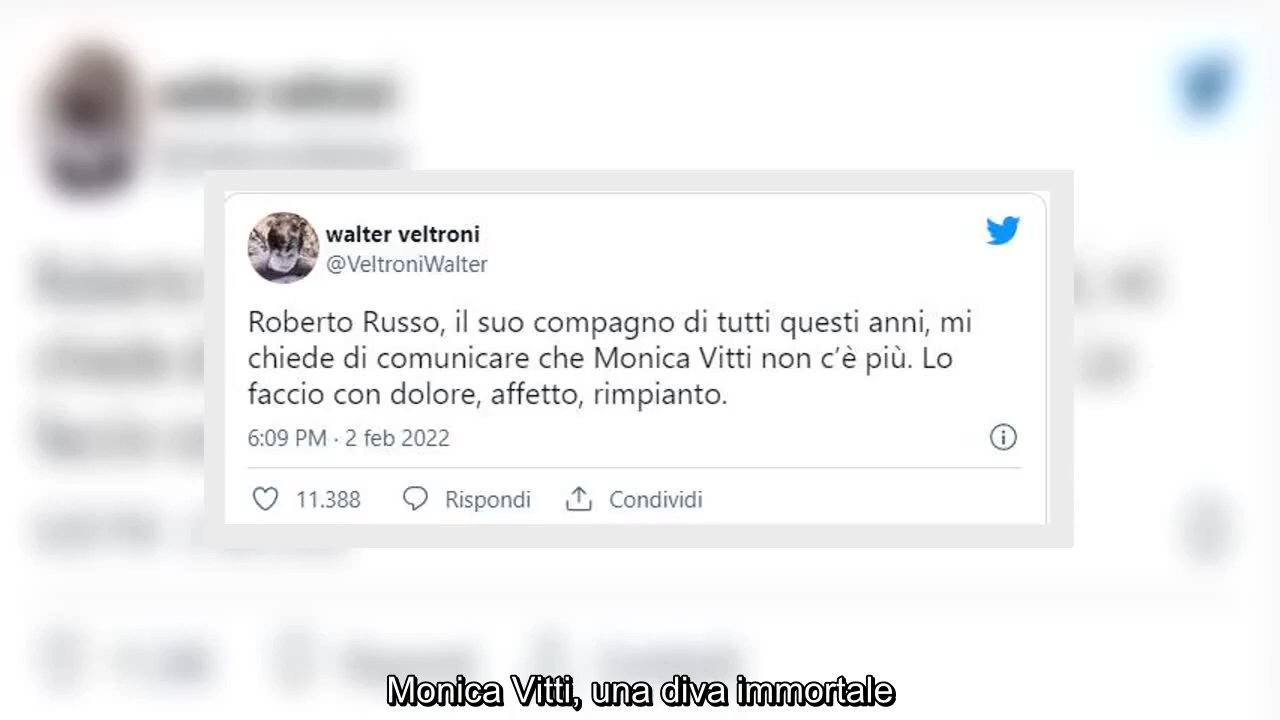 walter veltroni
@VeltroniWalter
Roberto Russo, il suo compagno di tutti questi anni, mi
chiede di comunicare che Monica Vitti non c’è più. Lo
faccio con dolore, affetto, rimpianto.
6:09 PM · 2 feb 2022
11.388 Rispondi Condividi
Monica Vitti, una diva immortale